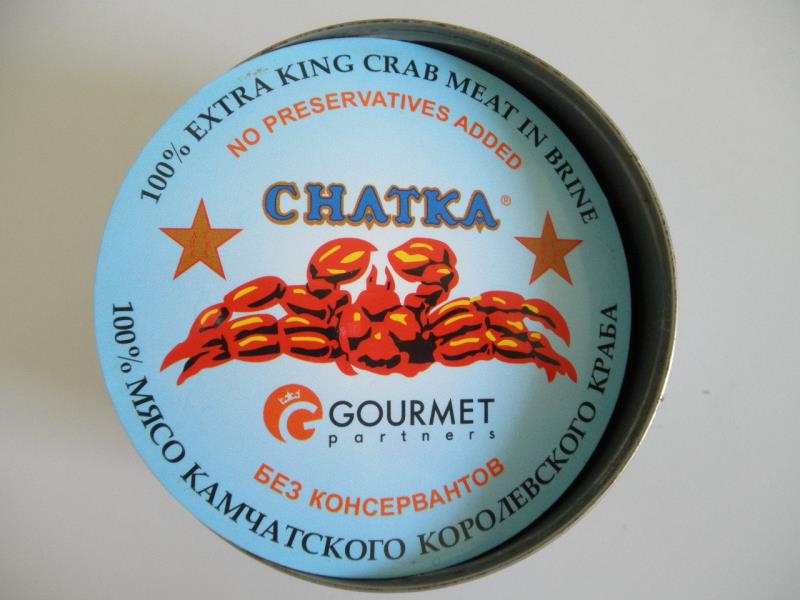 100% EXTRA KING CRAB MEAT IN BRINE
NO PRESERVATIVES ADDED
CHATKA®
GOURMET
partners
БЕЗ КОНСЕРВАНТОВ
100% МЯСО КАМЧАТСКОГО КОРОЛЕВСКОГО КРАБА